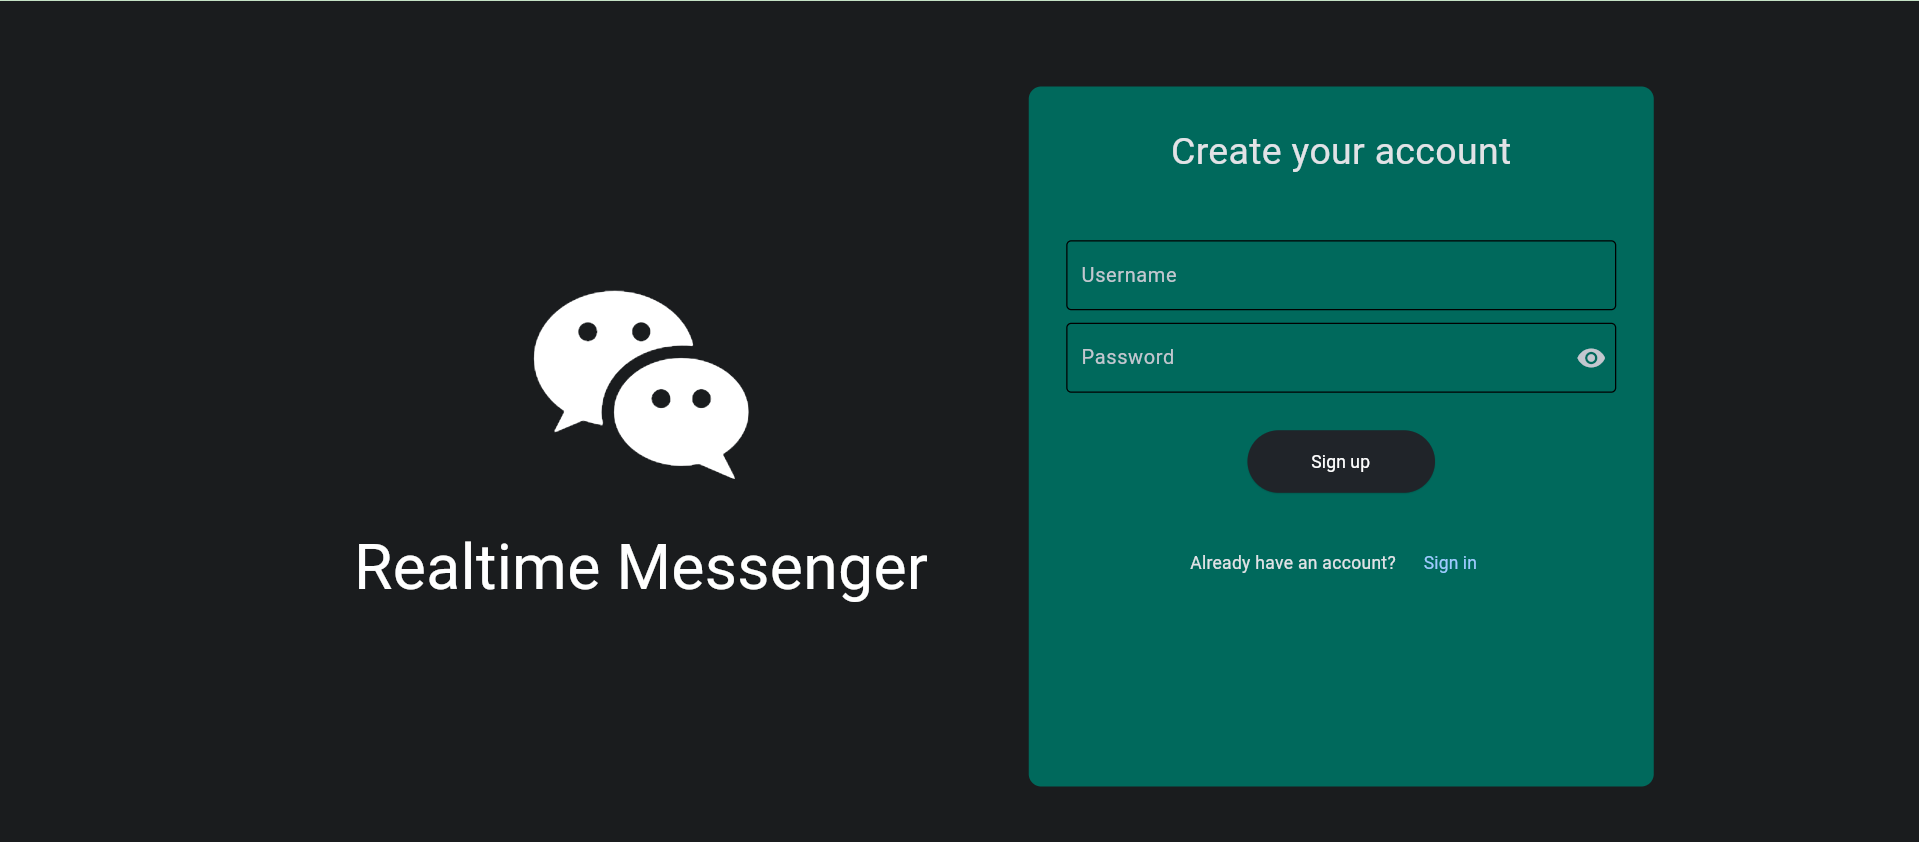 Realtime Messenger
Create your account
Username
Password
Sign up
Already have an account? Sign in